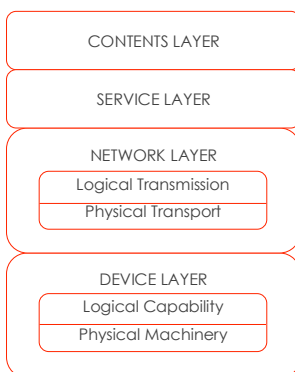 CONTENTS LAYER
SERVICE LAYER
NETWORK LAYER
Logical Transmission
Physical Transport
DEVICE LAYER
Logical Capability
Physical Machinery